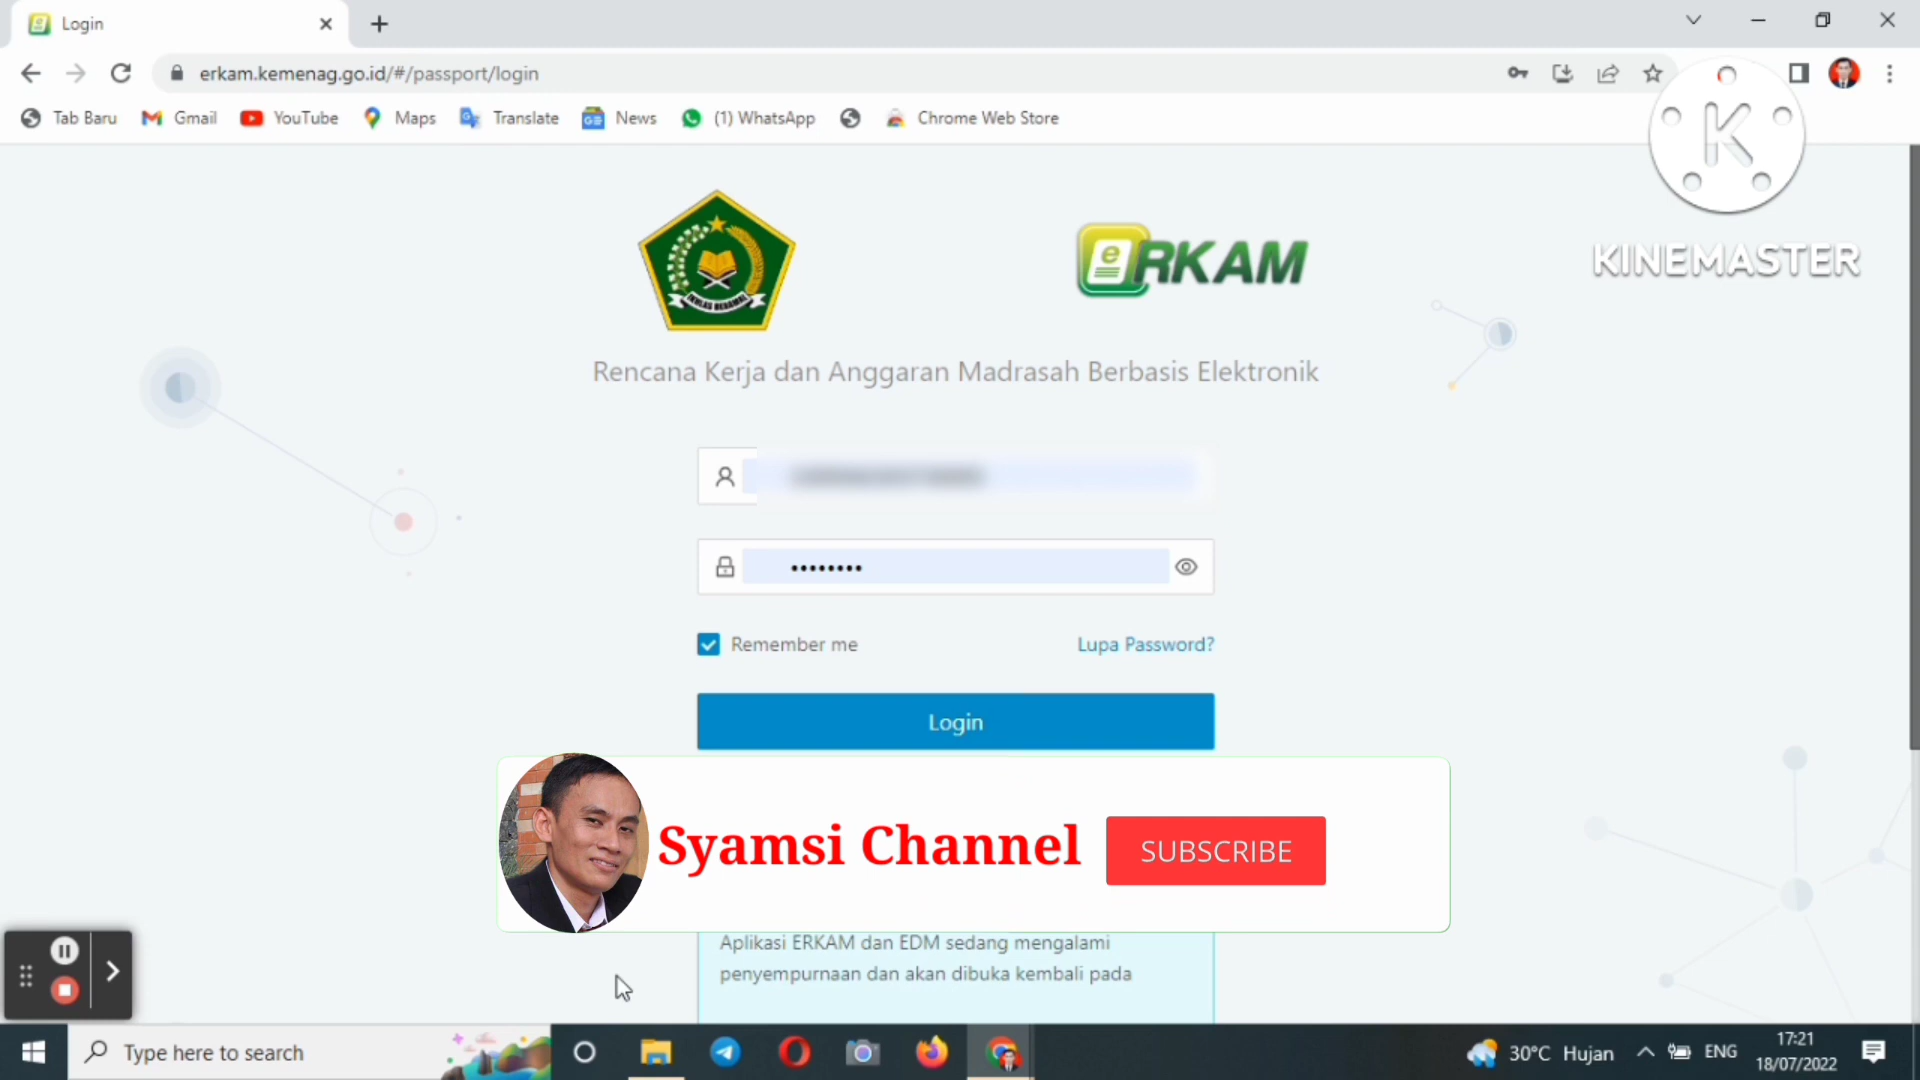 Login
erkam.kemenag.go.id/#/passport/login
Tab Baru Gmail YouTube Maps Translate News (1) WhatsApp Chrome Web Store
K
KINEMASTER
IKHLAS BERAMAL
eRKAM
Rencana Kerja dan Anggaran Madrasah Berbasis Elektronik
Remember me Lupa Password?
Login
Syamsi Channel SUBSCRIBE
Aplikasi ERKAM dan EDM sedang mengalami
penyempurnaan dan akan dibuka kembali pada
Type here to search
30°C Hujan ENG
17:21
18/07/2022